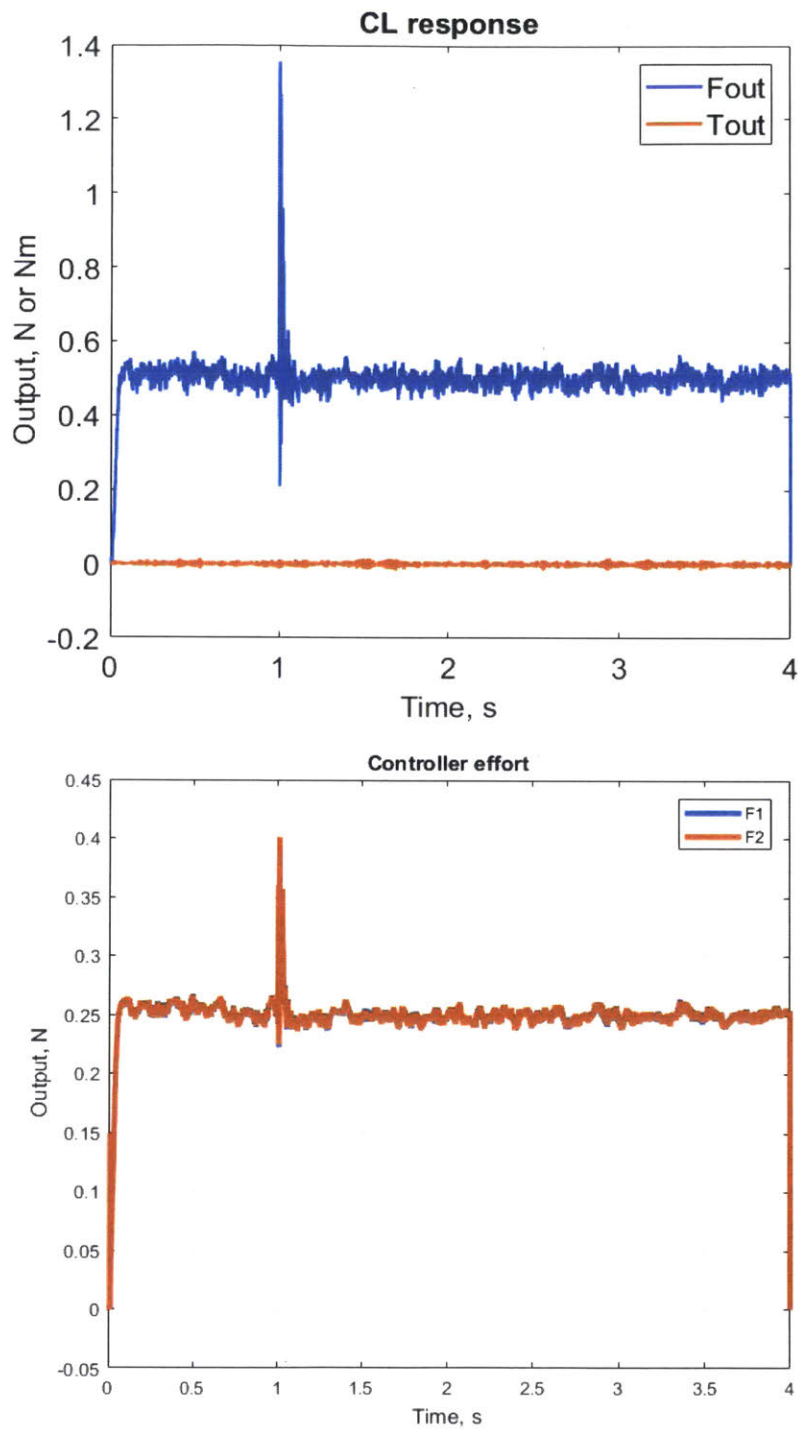 CL response
1.4
1.2
1
0.8
0.6
0.4
0.2
0
-0.2
Output, N or Nm
Fout
Tout
0 1 2 3 4
Time, s
Controller effort
0.45
0.4
0.35
0.3
0.25
0.2
0.15
0.1
0.05
0
-0.05
Output, N
F1
F2
0 0.5 1 1.5 2 2.5 3 3.5 4
Time, s